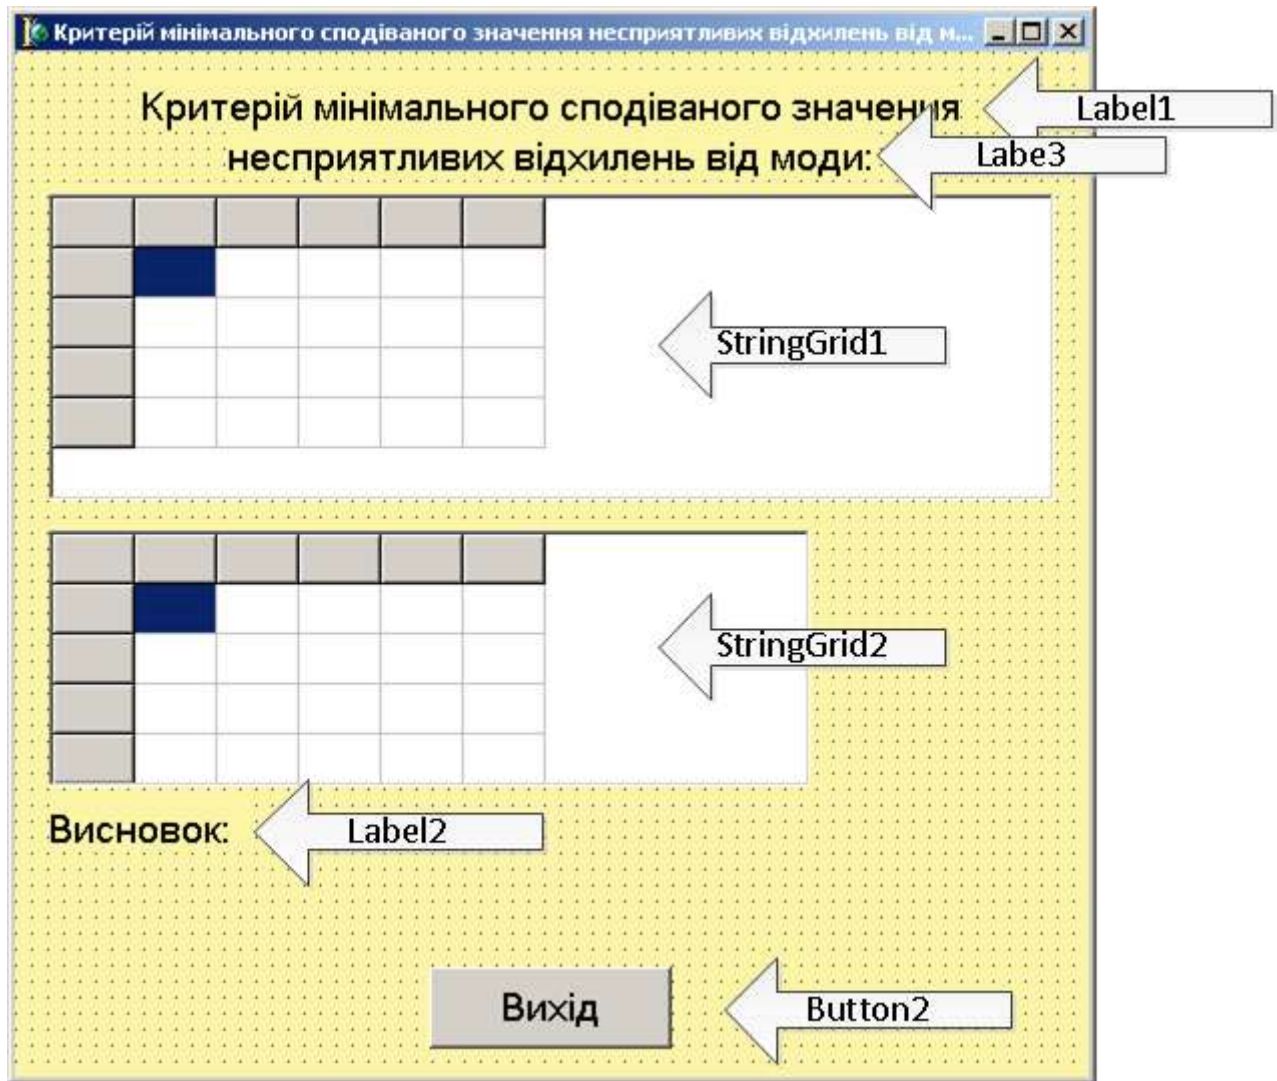 Критерій мінімального сподіваного значення несприятливих відхилень від м...
Критерій мінімального сподіваного значення
Label1
несприятливих відхилень від моди:
Labe3
StringGrid1
StringGrid2
Висновок:
Label2
Вихід
Button2